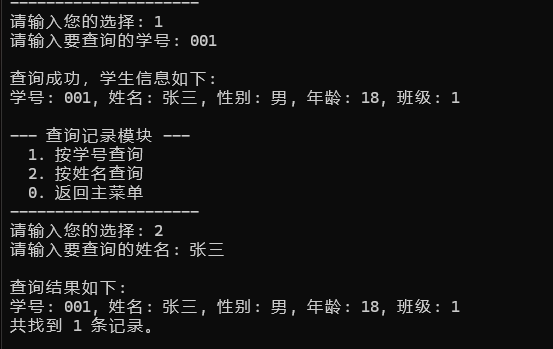 ---------------------
请输入您的选择: 1
请输入要查询的学号: 001
查询成功, 学生信息如下:
学号: 001, 姓名: 张三, 性别: 男, 年龄: 18, 班级: 1
--- 查询记录模块 ---
1. 按学号查询
2. 按姓名查询
0. 返回主菜单
---------------------
请输入您的选择: 2
请输入要查询的姓名: 张三
查询结果如下:
学号: 001, 姓名: 张三, 性别: 男, 年龄: 18, 班级: 1
共找到 1 条记录。